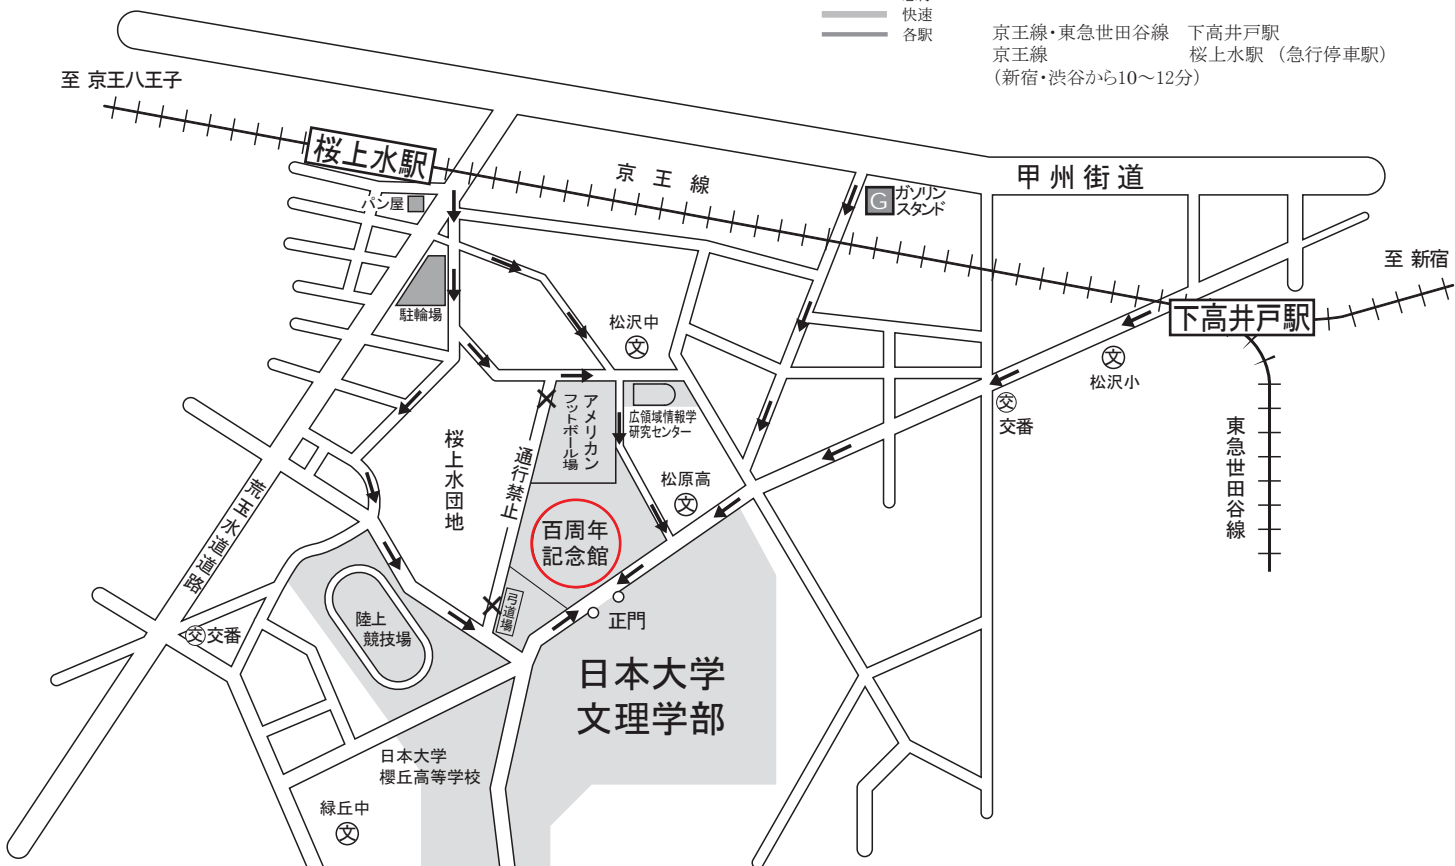 快速
各駅
京王線・東急世田谷線 下高井戸駅
京王線 桜上水駅 （急行停車駅）
（新宿・渋谷から10〜12分）
至 京王八王子
桜上水駅
京王線
甲州街道
パン屋
G ガソリン
スタンド
至 新宿
駐輪場
松沢中
文
下高井戸駅
文
松沢小
交
交番
アメリカン
フットボール場
広領域情報学
研究センター
桜上水団地
通行禁止
松原高
文
東急世田谷線
荒玉水道道路
百周年
記念館
弓道場
正門
陸上
競技場
交 交番
日本大学
文理学部
日本大学
櫻丘高等学校
緑丘中
文